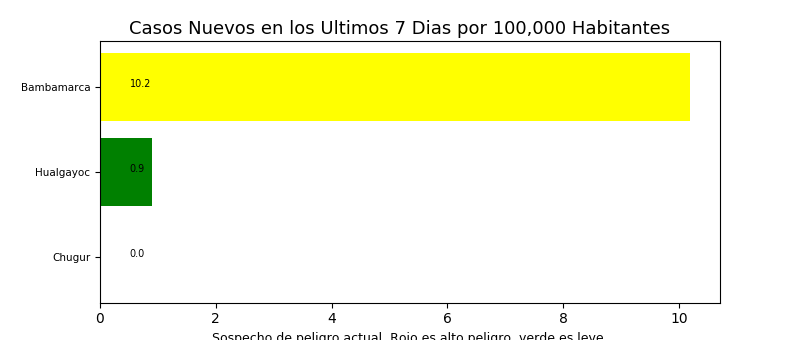 Casos Nuevos en los Ultimos 7 Dias por 100,000 Habitantes
Bambamarca
10.2
Hualgayoc
0.9
Chugur
0.0
0 2 4 6 8 10
Sospecho de peligro actual. Rojo es alto peligro, verde es leve